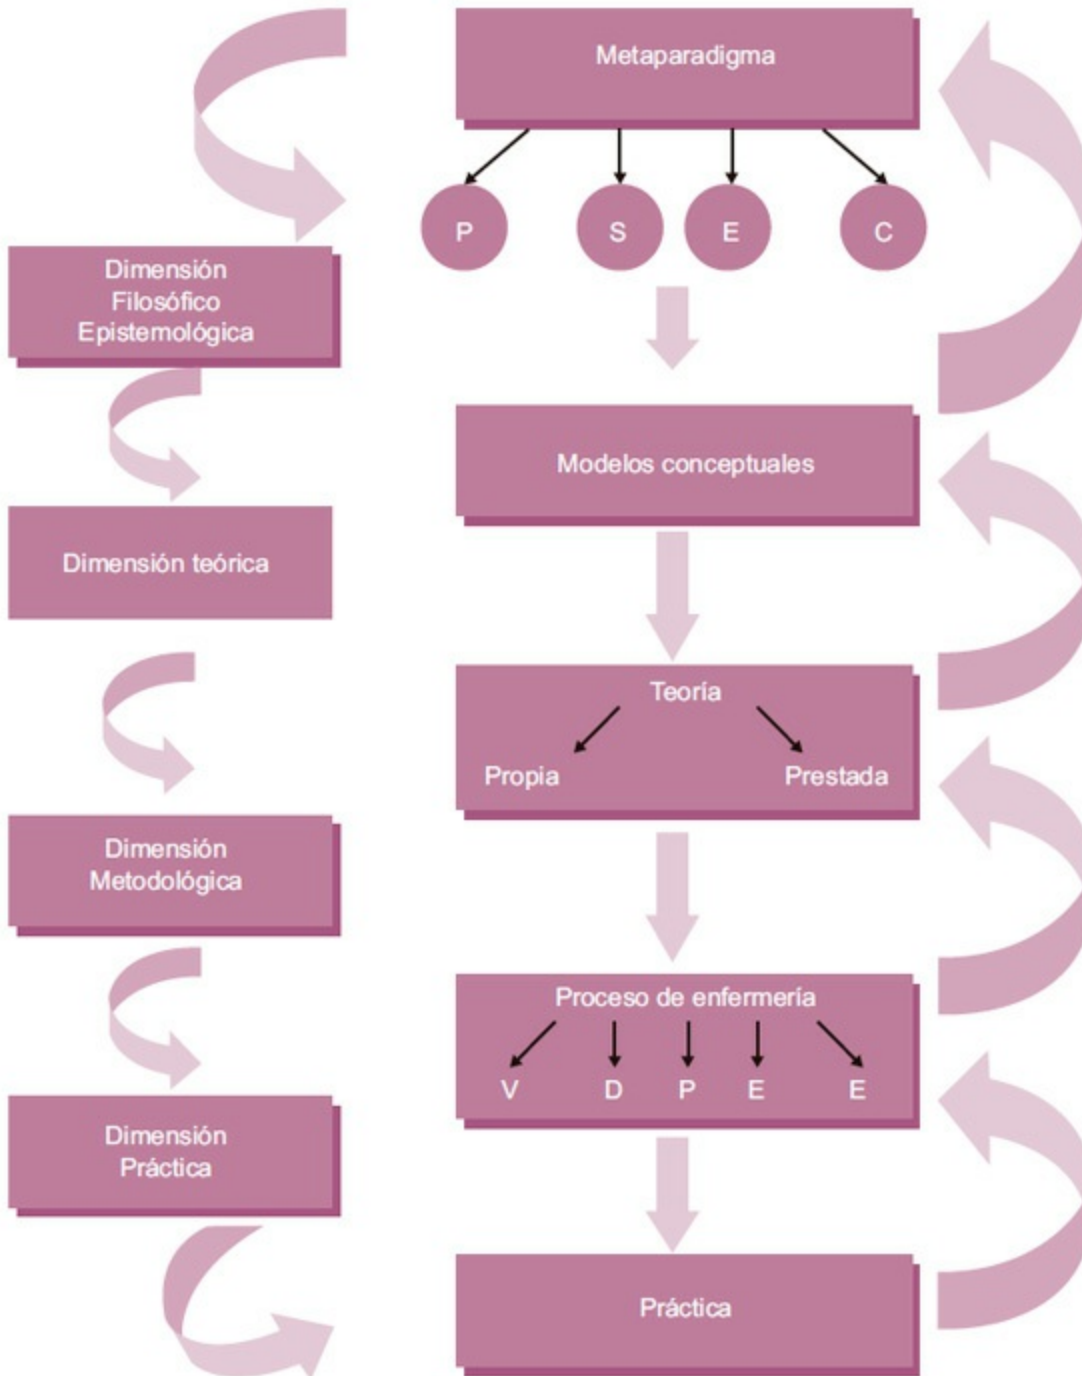 Metaparadigma
P S E C
Dimensión
Filosófico
Epistemológica
Modelos conceptuales
Dimensión teórica
Teoría
Propia Prestada
Dimensión
Metodológica
Proceso de enfermería
V D P E E
Dimensión
Práctica
Práctica